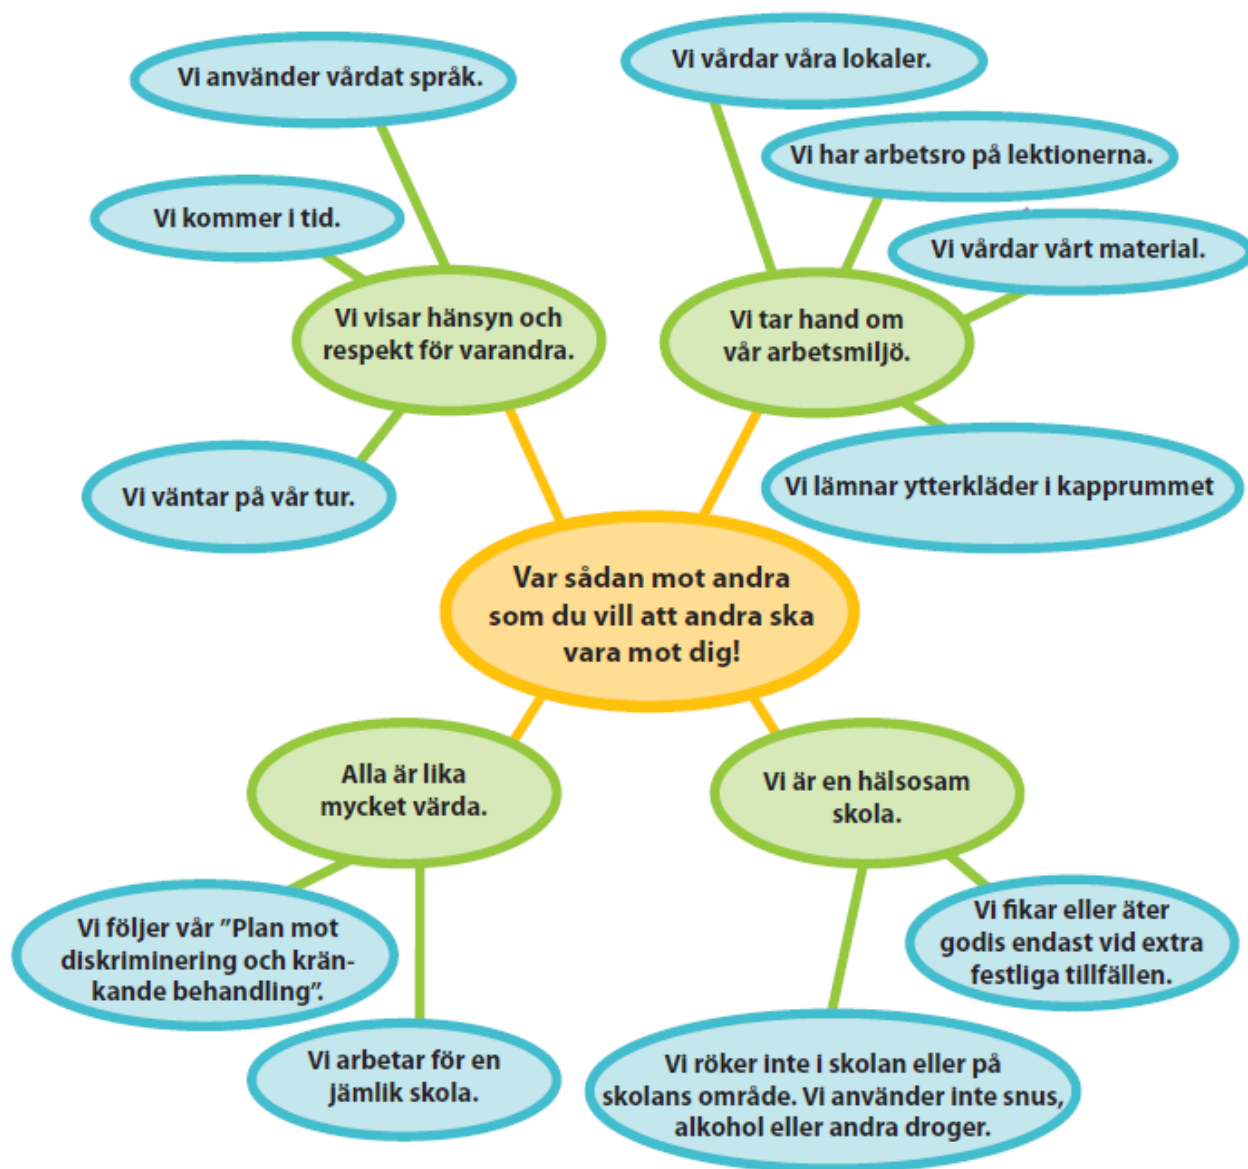 Vi använder vårdat språk.
Vi kommer i tid.
Vi visar hänsyn och
respekt för varandra.
Vi väntar på vår tur.
Vi vårdar våra lokaler.
Vi har arbetsro på lektionerna.
Vi vårdar vårt material.
Vi tar hand om
vår arbetsmiljö.
Vi lämnar ytterkläder i kapprummet
Var sådan mot andra
som du vill att andra ska
vara mot dig!
Alla är lika
mycket värda.
Vi följer vår ”Plan mot
diskriminering och krän-
kande behandling”.
Vi arbetar för en
jämlik skola.
Vi är en hälsosam
skola.
Vi fikar eller äter
godis endast vid extra
festliga tillfällen.
Vi röker inte i skolan eller på
skolans område. Vi använder inte snus,
alkohol eller andra droger.